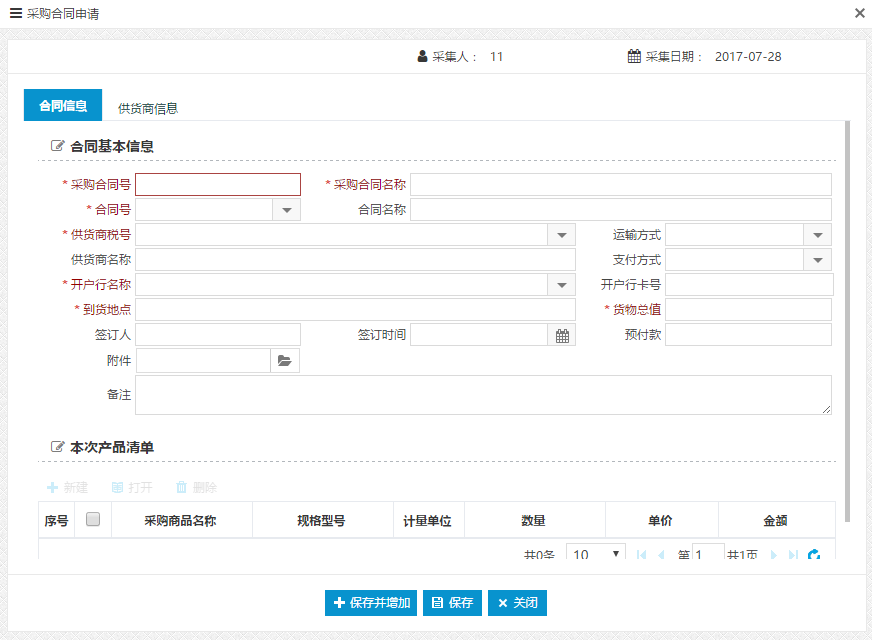 采购合同申请
采集人： 11 采集日期： 2017-07-28
合同信息 供货商信息
合同基本信息
* 采购合同号 * 采购合同名称
* 合同号 合同名称
* 供货商税号 运输方式
供货商名称 支付方式
* 开户行名称 开户行卡号
* 到货地点 * 货物总值
签订人 签订时间 预付款
附件
备注
本次产品清单
新建 打开 删除
序号 采购商品名称 规格型号 计量单位 数量 单价 金额
共0条 10 第 1 共1页
保存并增加 保存 关闭